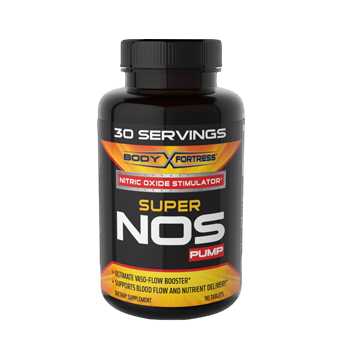 30 SERVINGS
BODY X FORTRESS®
NITRIC OXIDE STIMULATOR*
SUPER
NOS
PUMP
• ULTIMATE VASO-FLOW BOOSTER*
• SUPPORTS BLOOD FLOW AND NUTRIENT DELIVERY*
DIETARY SUPPLEMENT 90 TABLETS